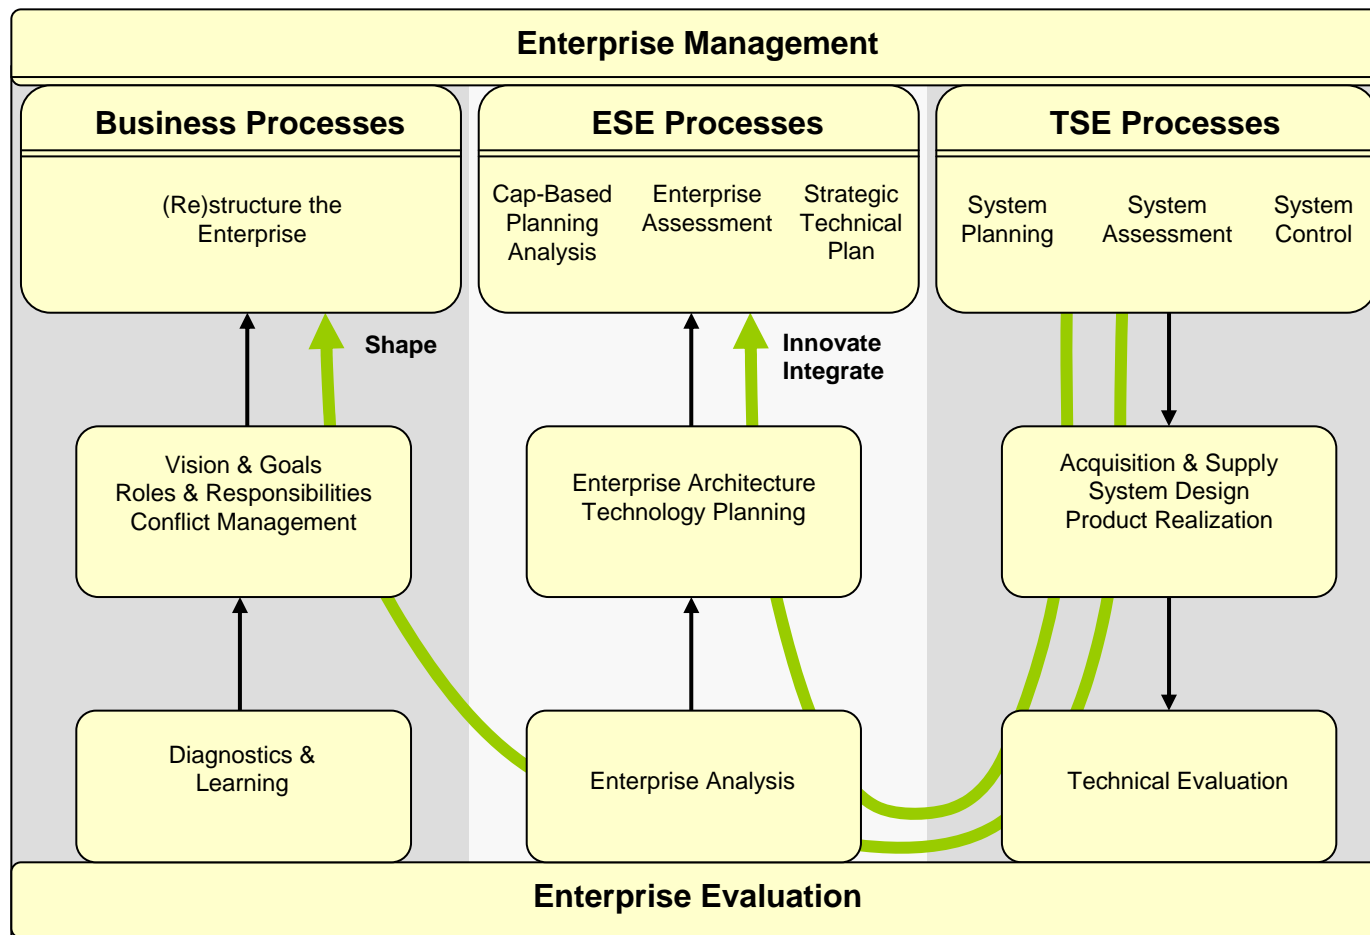 Enterprise Management
Business Processes
ESE Processes
TSE Processes
(Re)structure the
Enterprise
Cap-Based
Planning
Analysis
Enterprise
Assessment
Strategic
Technical
Plan
System
Planning
System
Assessment
System
Control
Shape
Innovate
Integrate
Vision & Goals
Roles & Responsibilities
Conflict Management
Enterprise Architecture
Technology Planning
Acquisition & Supply
System Design
Product Realization
Diagnostics &
Learning
Enterprise Analysis
Technical Evaluation
Enterprise Evaluation